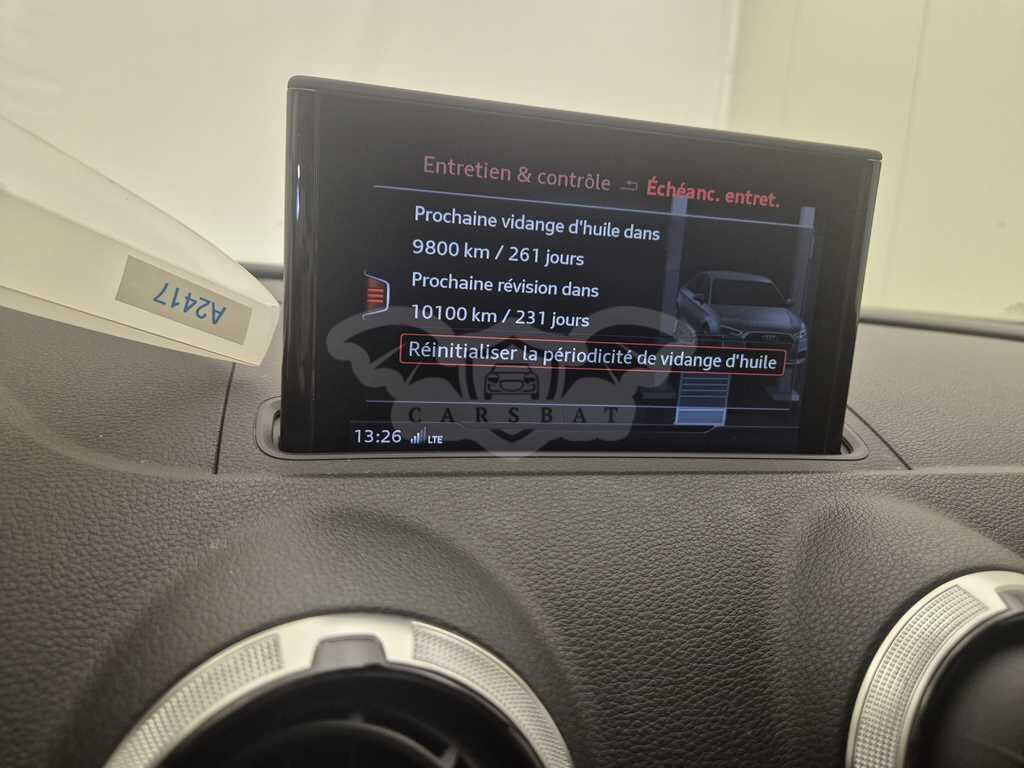 Entretien & contrôle Échéanc. entret.
Prochaine vidange d'huile dans
9800 km / 261 jours
Prochaine révision dans
10100 km / 231 jours
Réinitialiser la périodicité de vidange d'huile
CARSBAT
13:26 LTE
A2417